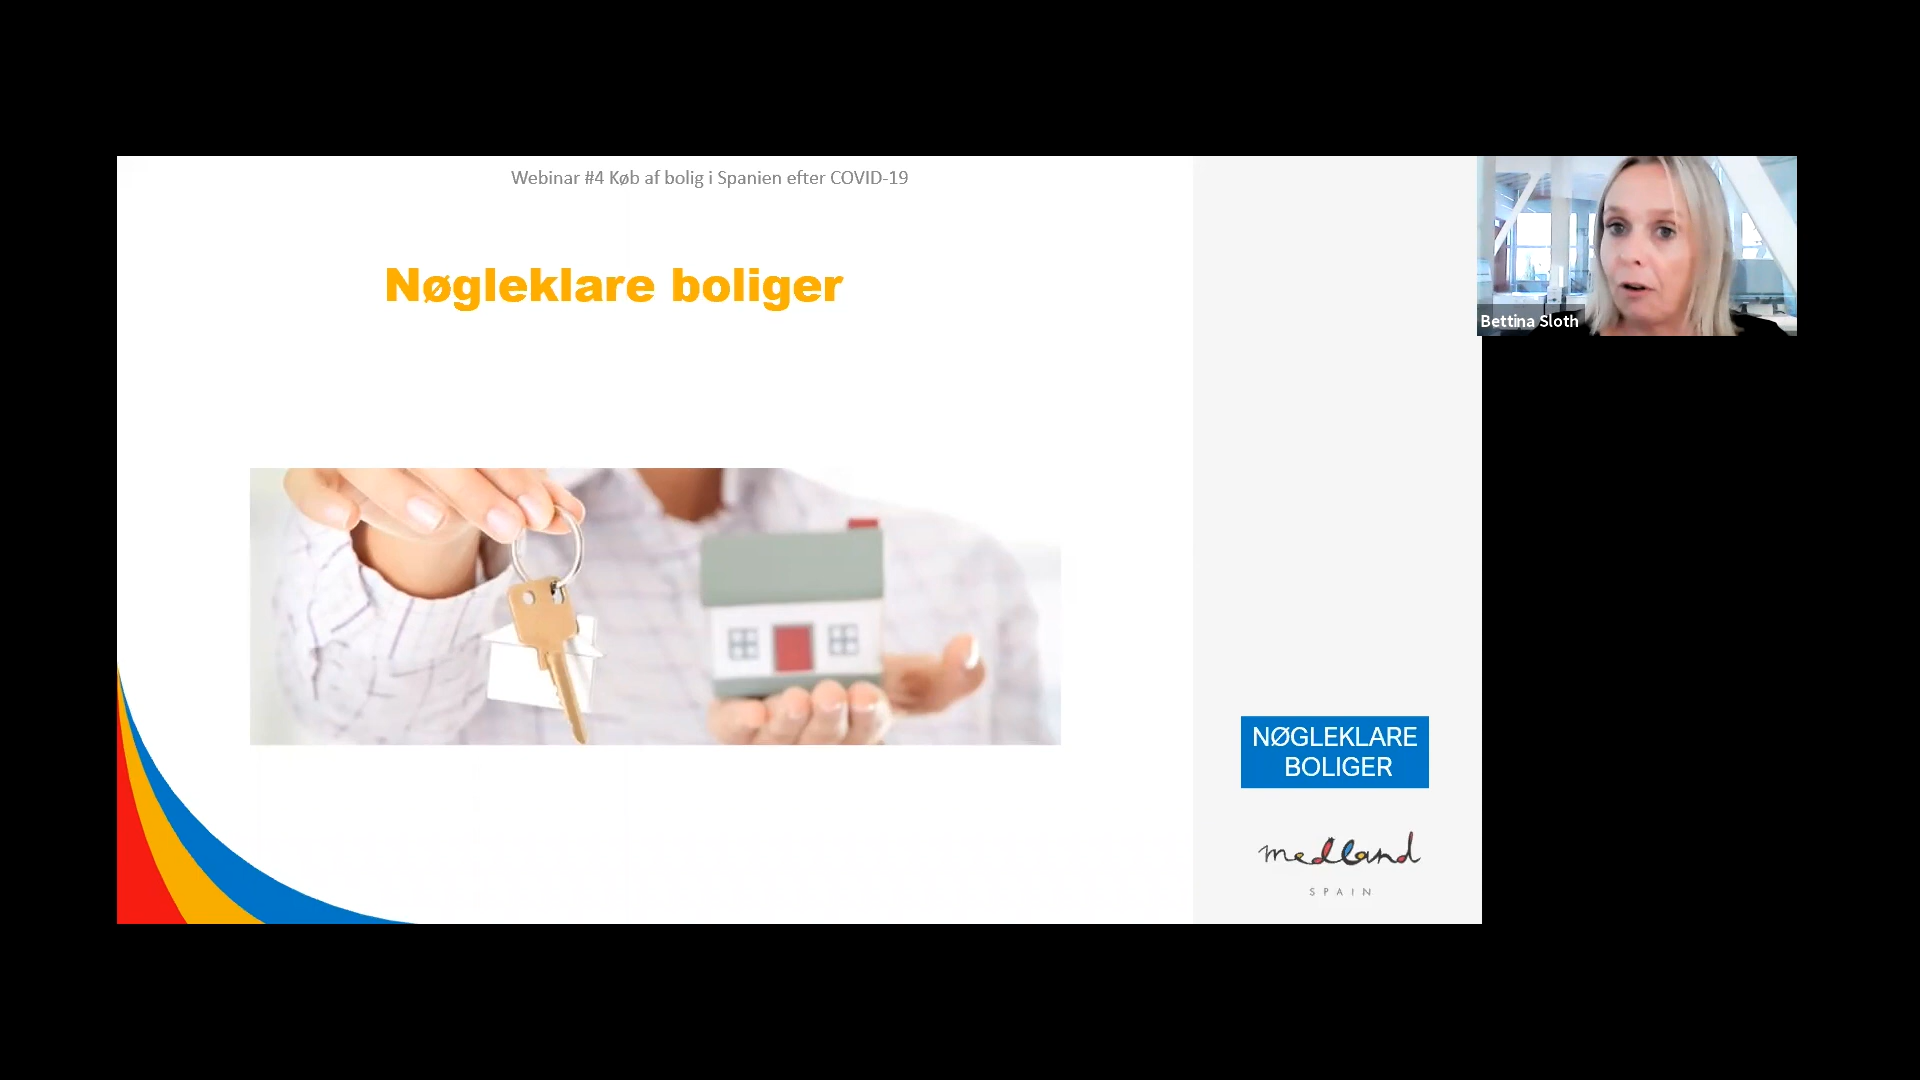 Webinar #4 Køb af bolig i Spanien efter COVID-19
Nøgleklare boliger
Bettina Sloth
NØGLEKLARE
BOLIGER
medland
SPAIN